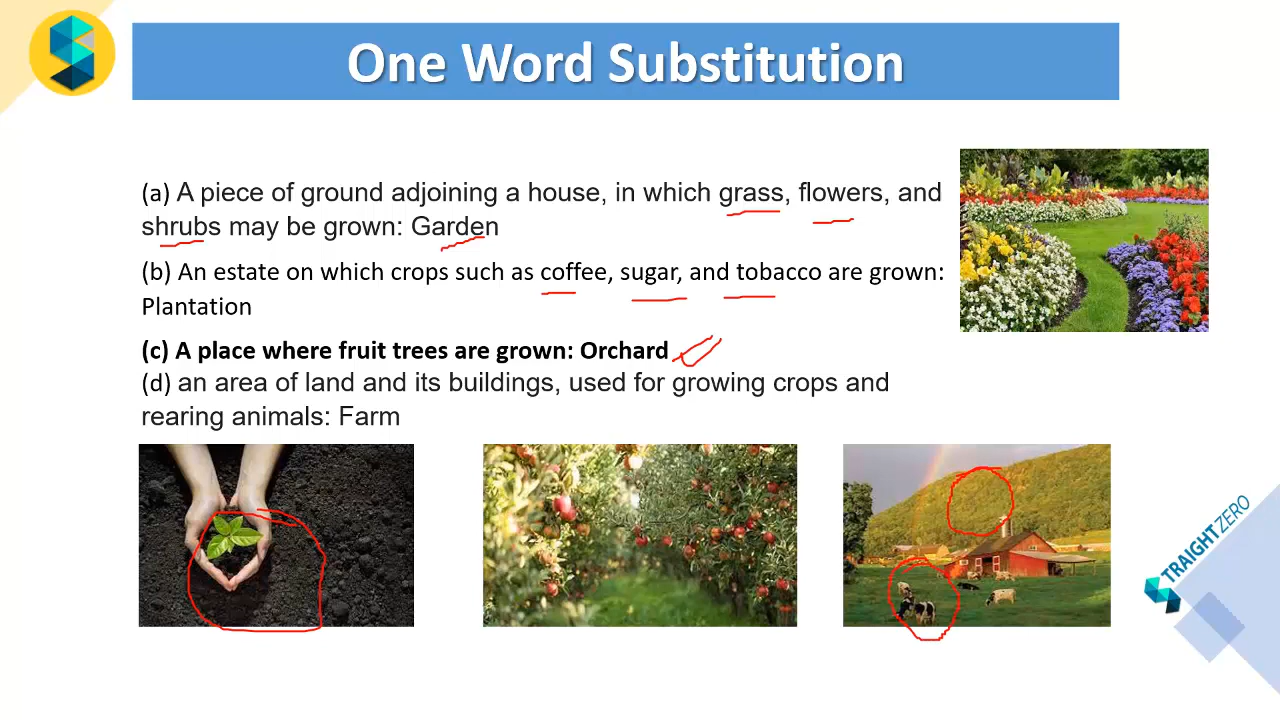 One Word Substitution
(a) A piece of ground adjoining a house, in which grass, flowers, and
shrubs may be grown: Garden
(b) An estate on which crops such as coffee, sugar, and tobacco are grown:
Plantation
(c) A place where fruit trees are grown: Orchard
(d) an area of land and its buildings, used for growing crops and
rearing animals: Farm
TRAIGHTZERO